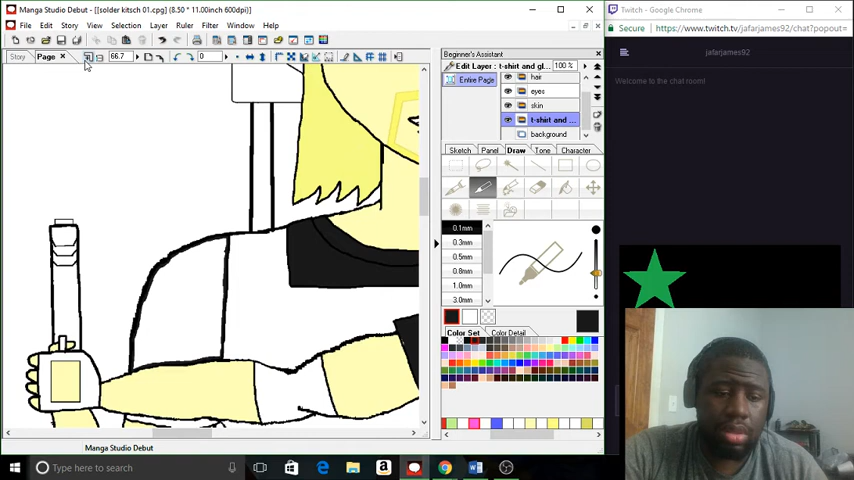 Manga Studio Debut - [[solder kitsch 01.cpg] (8.50 * 11.00inch 600dpi)]
Twitch - Google Chrome
File Edit Story View Selection Layer Ruler Filter Window Help
Secure https://www.twitch.tv/jafarjames92/chat?popout=
jafarjames92
Story Page 66.7 0
Beginner's Assistant
Edit Layer : t-shirt and gl... 100 %
Entire Page
hair
eyes
skin
t-shirt and ...
background
Welcome to the chat room!
Sketch Panel Draw Tone Character
0.1mm
0.3mm
0.5mm
0.8mm
1.0mm
3.0mm
Color Set Color Detail
Manga Studio Debut
Type here to search